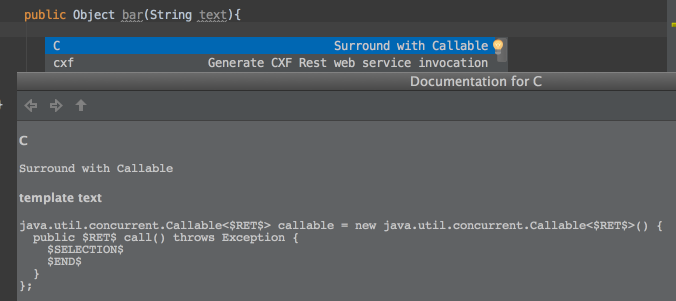 public Object bar(String text){
C Surround with Callable
cxf Generate CXF Rest web service invocation
Documentation for C
C
Surround with Callable
template text
java.util.concurrent.Callable<$RET$> callable = new java.util.concurrent.Callable<$RET$>() {
  public $RET$ call() throws Exception {
    $SELECTION$
    $END$
  }
};